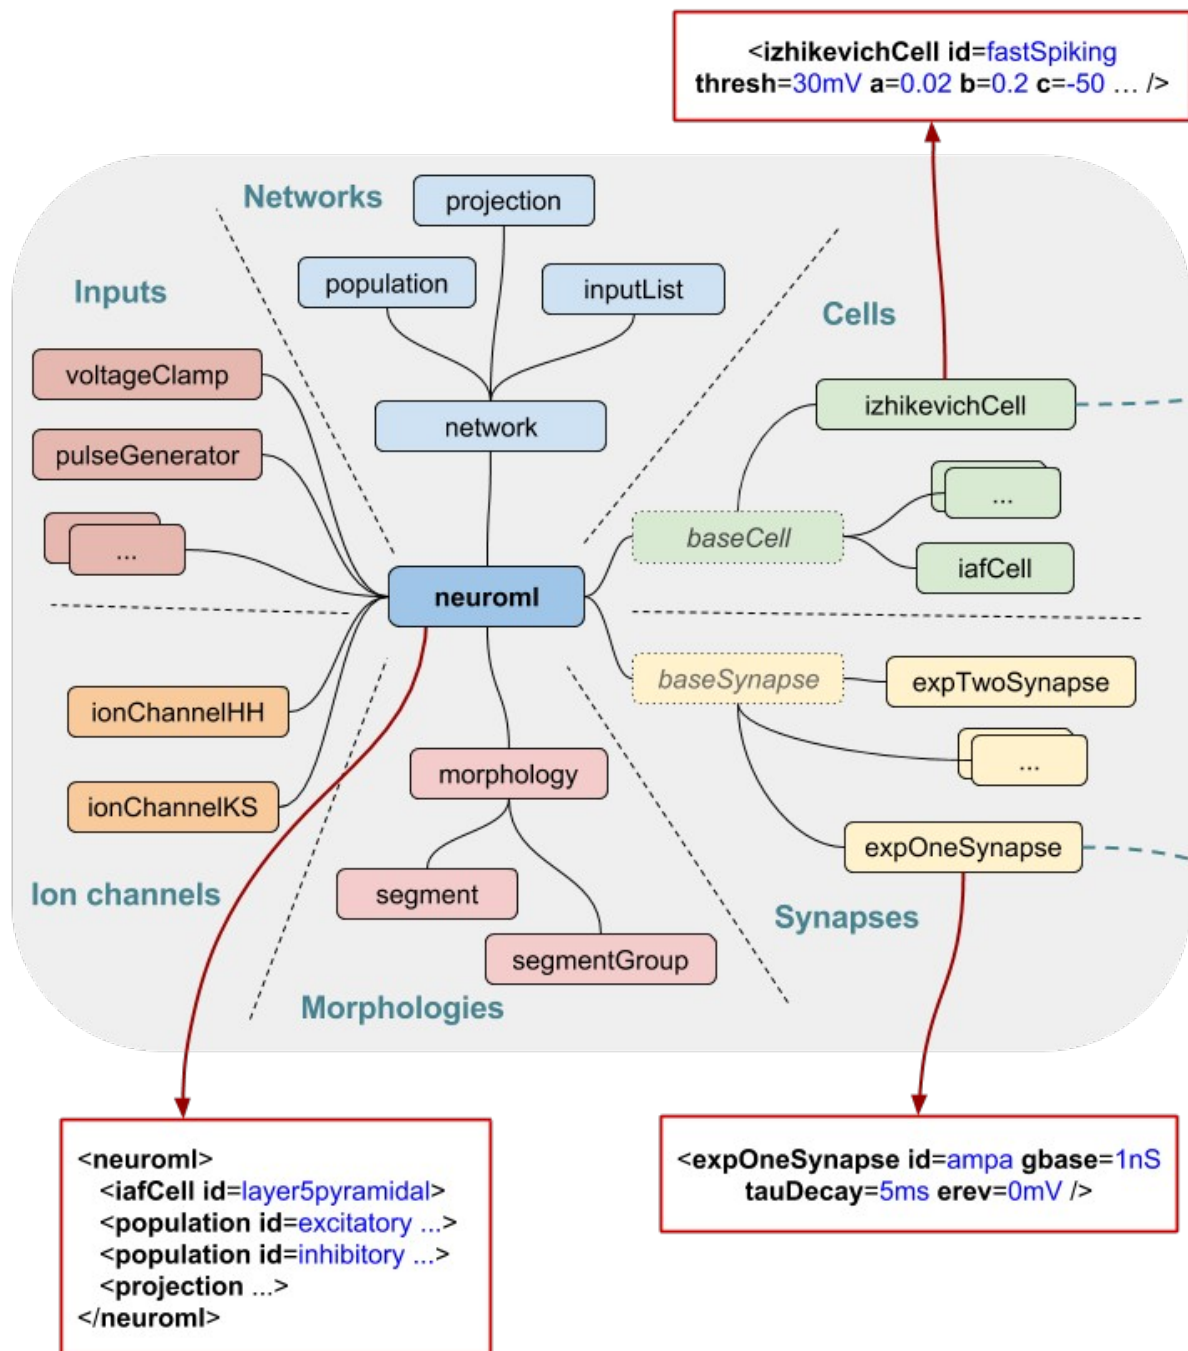 <izhikevichCell id=fastSpiking
thresh=30mV a=0.02 b=0.2 c=-50 ... />
Networks
projection
Inputs
population
inputList
Cells
voltageClamp
izhikevichCell
network
pulseGenerator
...
...
baseCell
iafCell
neuroml
baseSynapse
expTwoSynapse
ionChannelHH
morphology
...
ionChannelKS
expOneSynapse
Ion channels
segment
Synapses
segmentGroup
Morphologies
<neuroml>
<iafCell id=layer5pyramidal>
<population id=excitatory ...>
<population id=inhibitory ...>
<projection ...>
</neuroml>
<expOneSynapse id=ampa gbase=1nS
tauDecay=5ms erev=0mV />